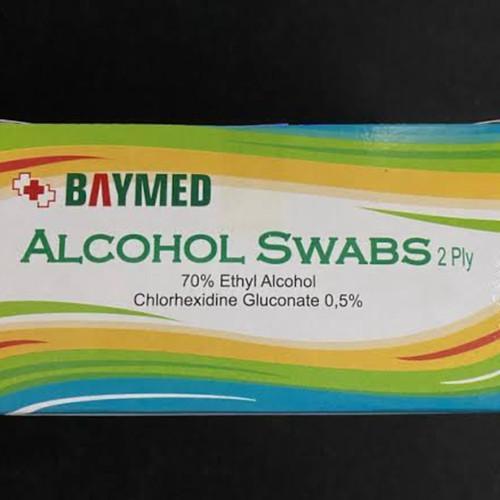 BAYMED
ALCOHOL SWABS 2 Ply
70% Ethyl Alcohol
Chlorhexidine Gluconate 0,5%